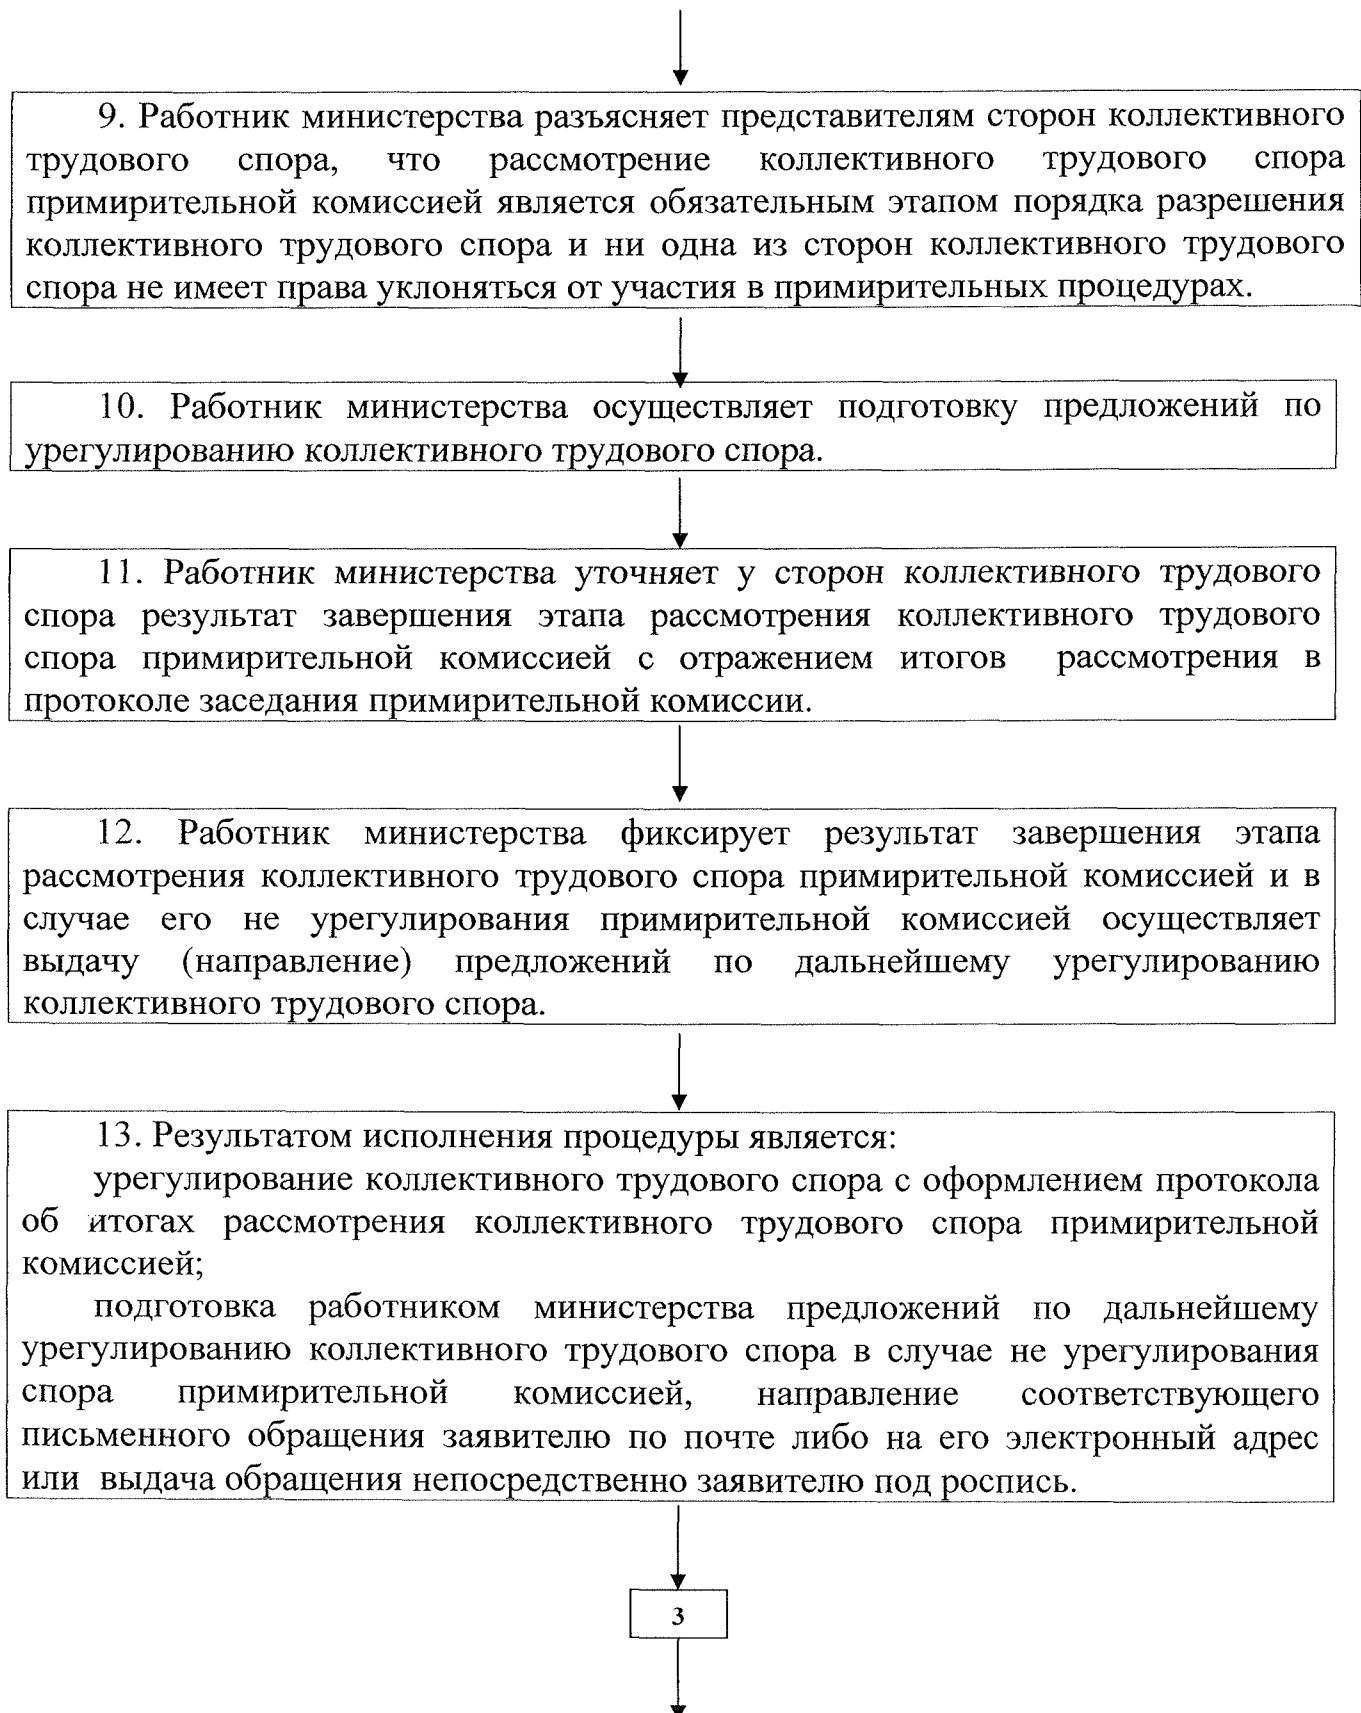 9. Работник министерства разъясняет представителям сторон коллективного
трудового спора, что рассмотрение коллективного трудового спора
примирительной комиссией является обязательным этапом порядка разрешения
коллективного трудового спора и ни одна из сторон коллективного трудового
спора не имеет права уклоняться от участия в примирительных процедурах.
10. Работник министерства осуществляет подготовку предложений по
урегулированию коллективного трудового спора.
11. Работник министерства уточняет у сторон коллективного трудового
спора результат завершения этапа рассмотрения коллективного трудового
спора примирительной комиссией с отражением итогов рассмотрения в
протоколе заседания примирительной комиссии.
12. Работник министерства фиксирует результат завершения этапа
рассмотрения коллективного трудового спора примирительной комиссией и в
случае его не урегулирования примирительной комиссией осуществляет
выдачу (направление) предложений по дальнейшему урегулированию
коллективного трудового спора.
13. Результатом исполнения процедуры является:
урегулирование коллективного трудового спора с оформлением протокола
об итогах рассмотрения коллективного трудового спора примирительной
комиссией;
подготовка работником министерства предложений по дальнейшему
урегулированию коллективного трудового спора в случае не урегулирования
спора примирительной комиссией, направление соответствующего
письменного обращения заявителю по почте либо на его электронный адрес
или выдача обращения непосредственно заявителю под роспись.
3